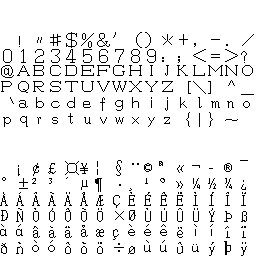 ! " # $ % & ' ( ) * + , - . /
0 1 2 3 4 5 6 7 8 9 : ; < = > ?
@ A B C D E F G H I J K L M N O
P Q R S T U V W X Y Z [ \ ] ^ _
` a b c d e f g h i j k l m n o
p q r s t u v w x y z { | } ~
¡ ¢ £ ¤ ¥ ¦ § ¨ © ª « ¬ - ® ¯
° ± ² ³ ´ µ ¶ · ¸ ¹ º » ¼ ½ ¾ ¿
À Á Â Ã Ä Å Æ Ç È É Ê Ë Ì Í Î Ï
Ð Ñ Ò Ó Ô Õ Ö × Ø Ù Ú Û Ü Ý Þ ß
à á â ã ä å æ ç è é ê ë ì í î ï
ð ñ ò ó ô õ ö ÷ ø ù ú û ü ý þ ÿ